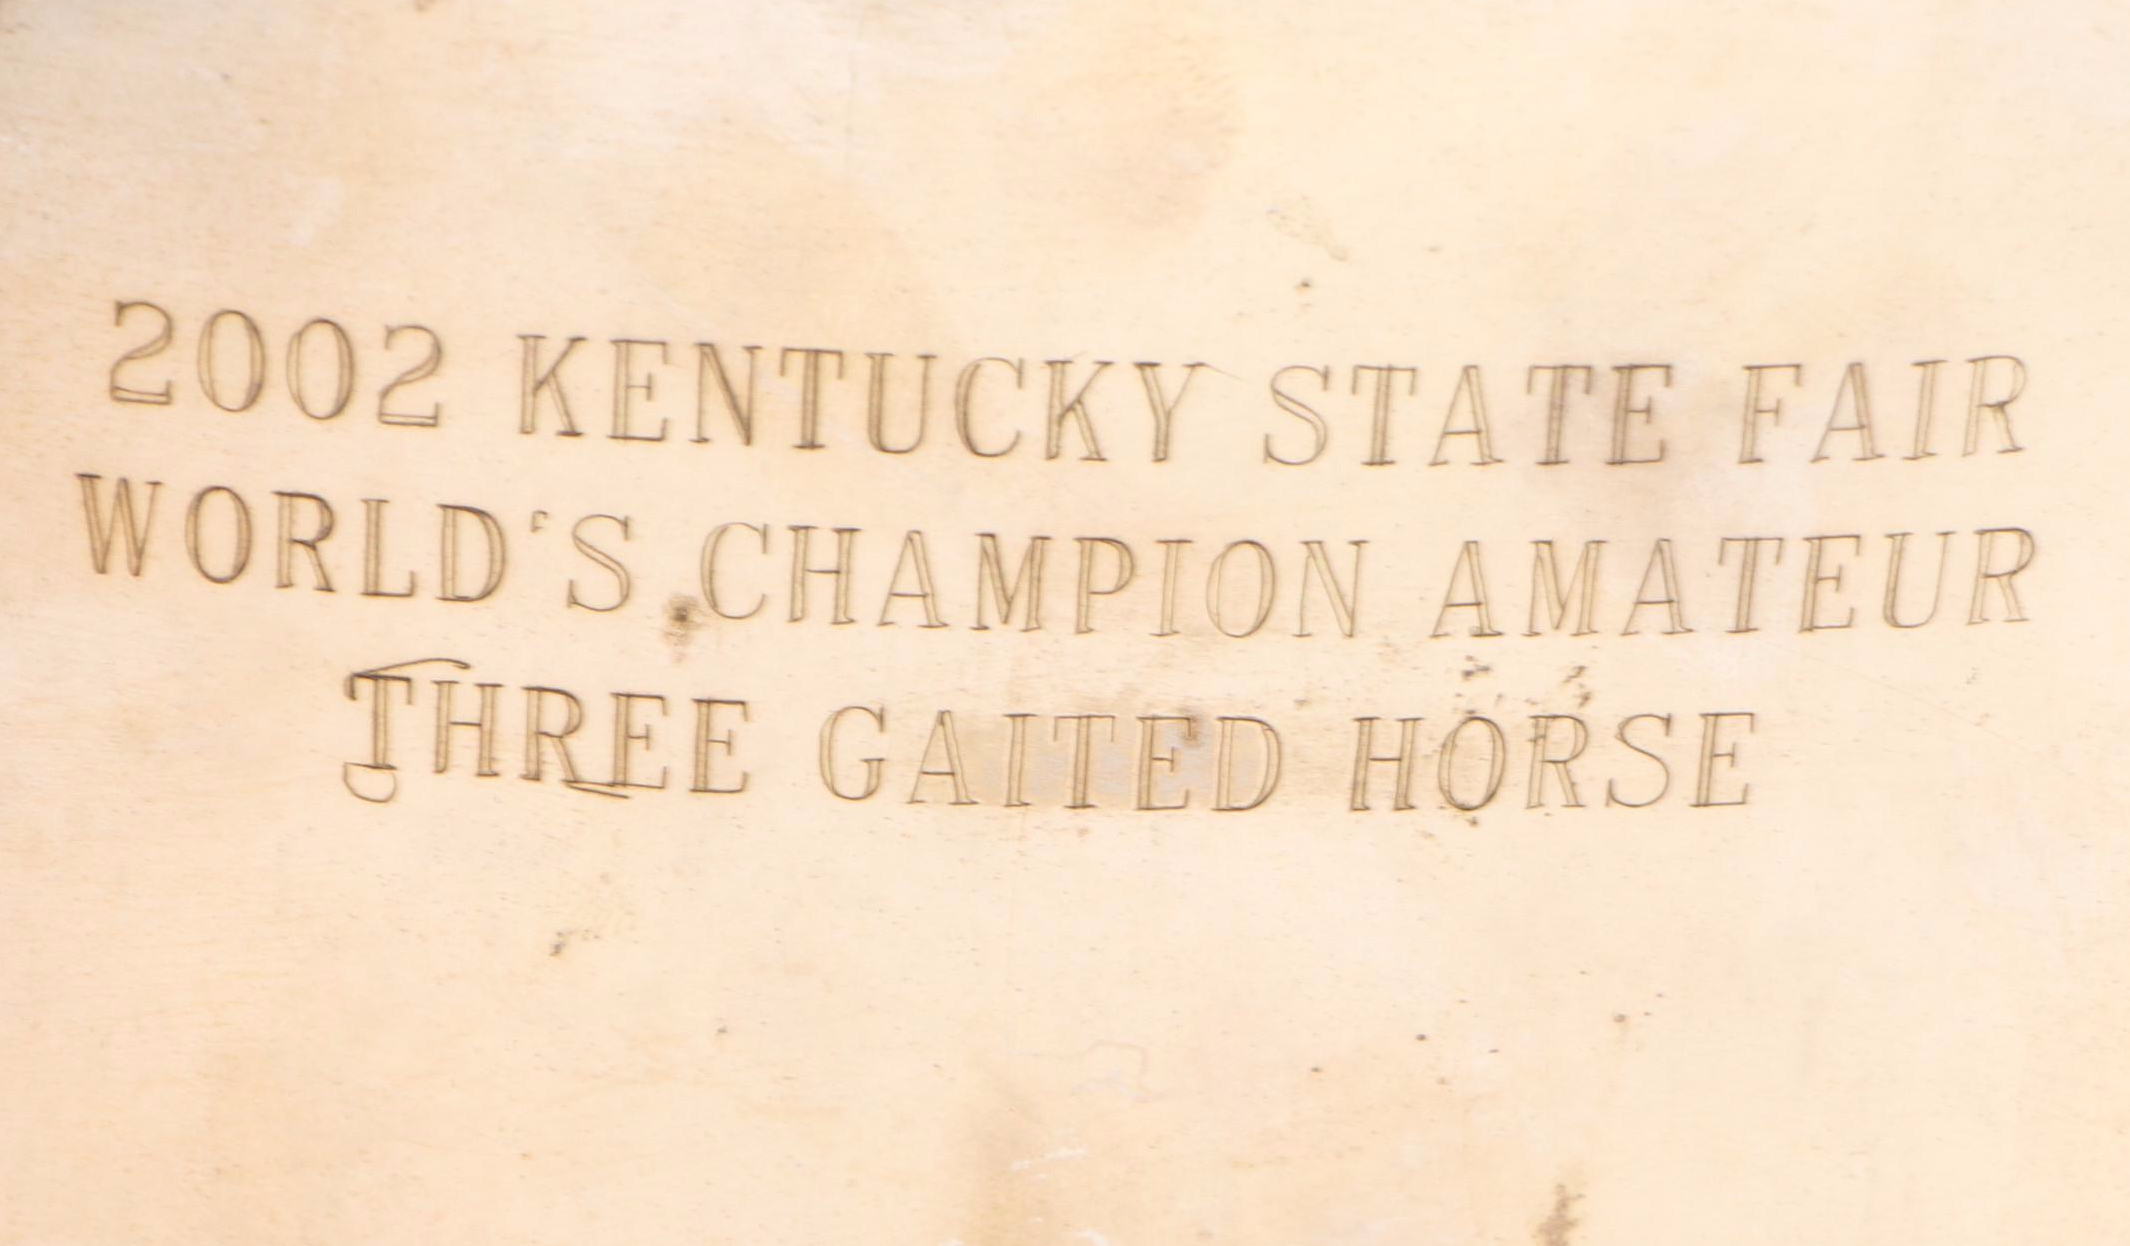 2002 KENTUCKY STATE FAIR
WORLD'S CHAMPION AMATEUR
THREE GAITED HORSE